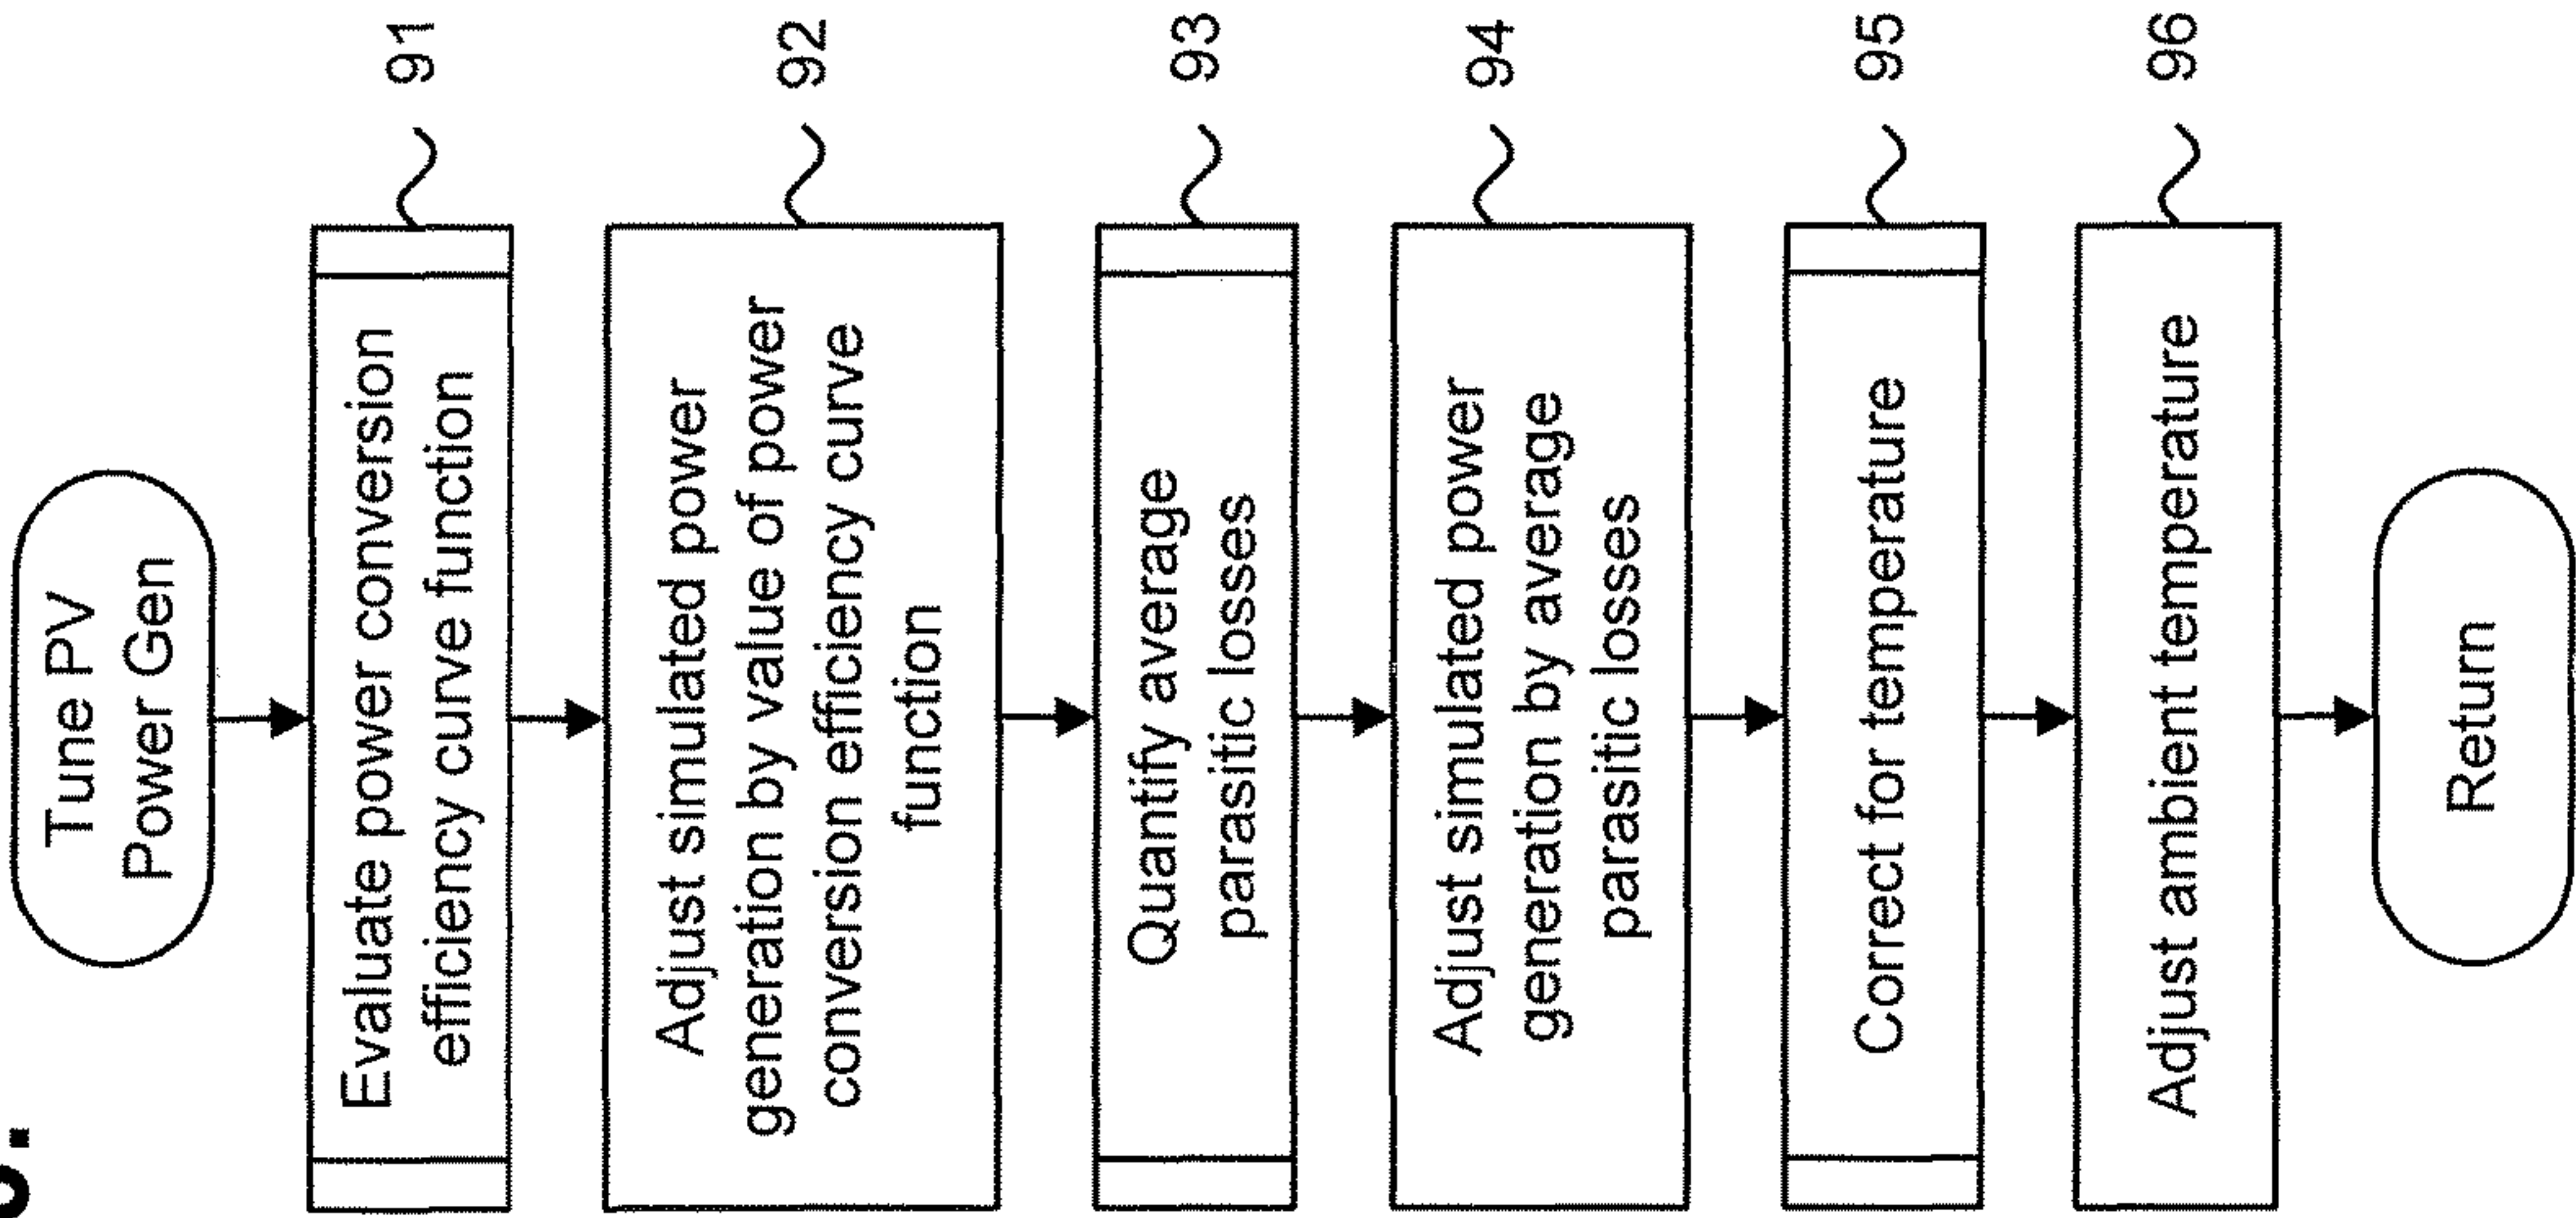 Tune PV
Power Gen
Evaluate power conversion
efficiency curve function
91
Adjust simulated power
generation by value of power
conversion efficiency curve
function
92
Quantify average
parasitic losses
93
Adjust simulated power
generation by average
parasitic losses
94
Correct for temperature
95
Adjust ambient temperature
96
Return